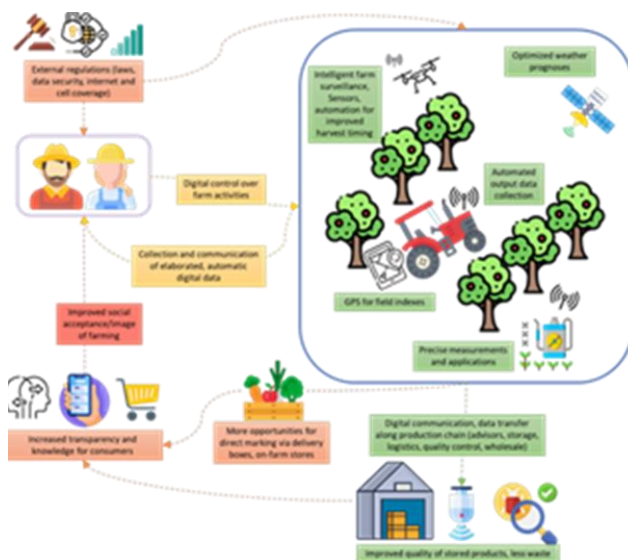 External regulations (laws,
data security, internet and
cell coverage)
Intelligent farm
surveillance,
Sensors,
automation for
improved
harvest timing
Optimized weather
prognoses
Digital control over
farm activities
Automated
output data
collection
Collection and communication
of elaborated, automatic
digital data
GPS for field indexes
Improved social
acceptance/image
of farming
Precise measurements
and applications
More opportunities for
direct marking via delivery
boxes, on-farm stores
Increased transparency and
knowledge for consumers
Digital communication, data transfer
along production chain (advisors, storage,
logistics, quality control, wholesale)
Improved quality of stored products, less waste